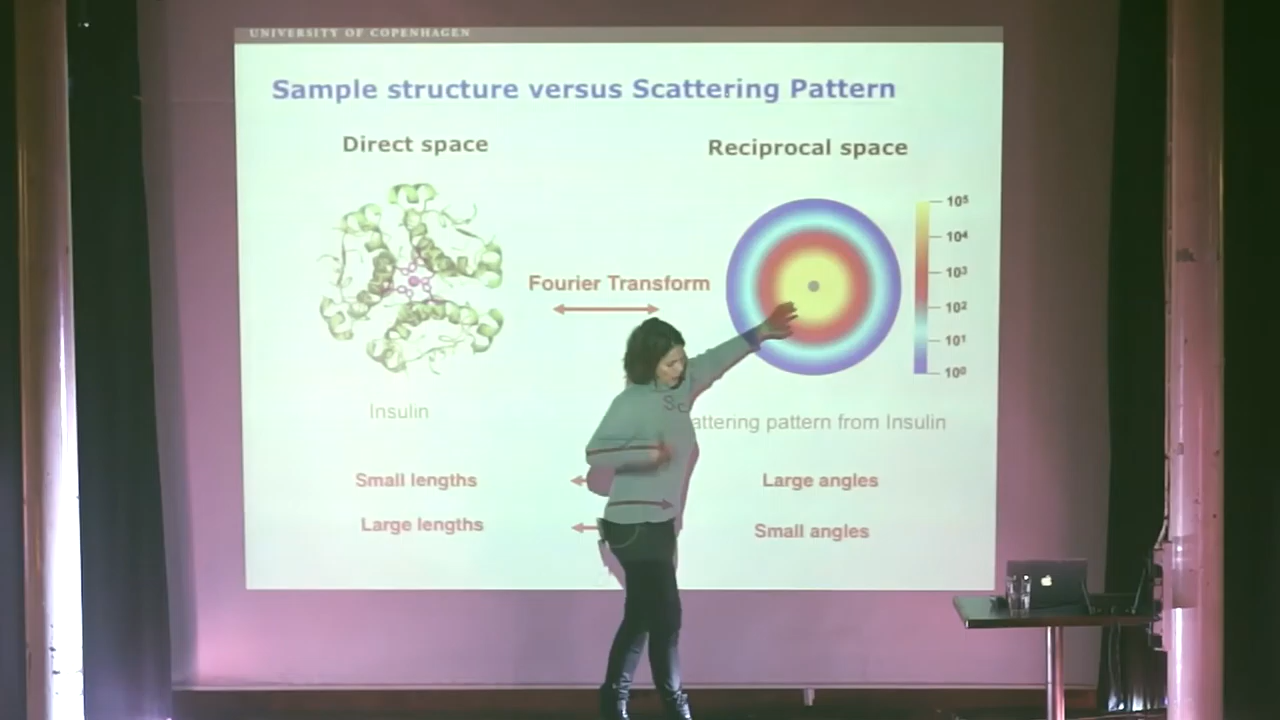 UNIVERSITY OF COPENHAGEN
Sample structure versus Scattering Pattern
Direct space
Reciprocal space
10⁵
10⁴
10³
10²
10¹
10⁰
Fourier Transform
Insulin
Scattering pattern from Insulin
Small lengths
Large angles
Large lengths
Small angles